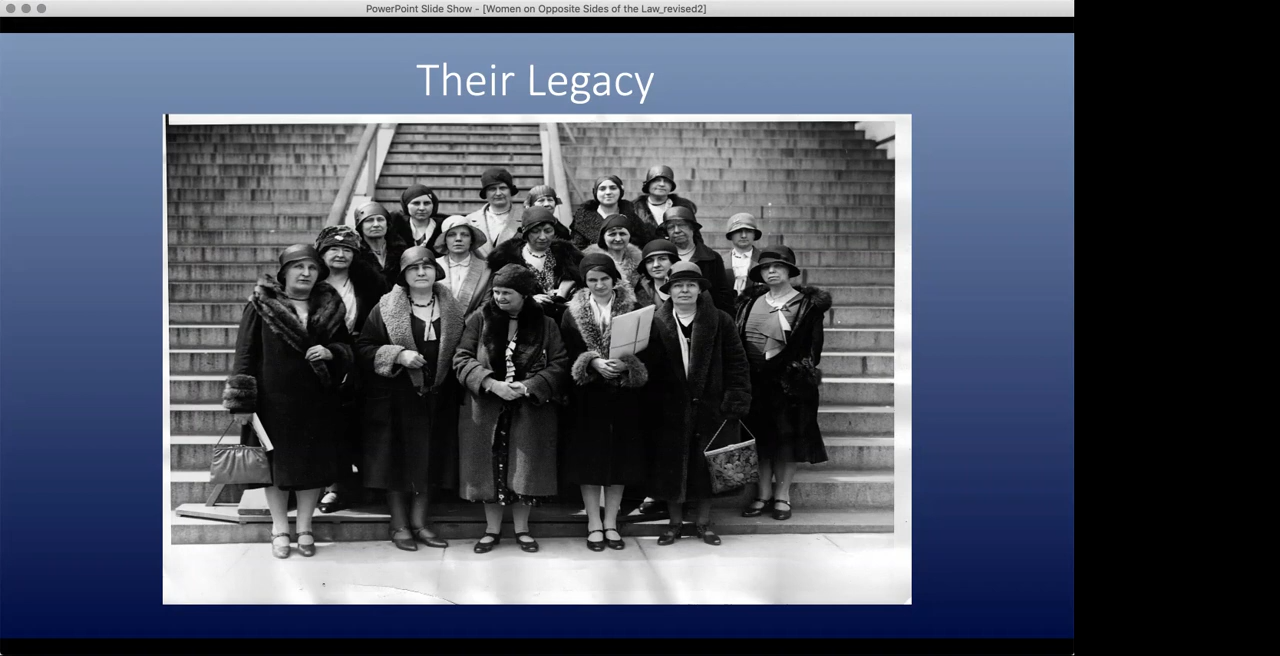 PowerPoint Slide Show - [Women on Opposite Sides of the Law_revised2]
Their Legacy